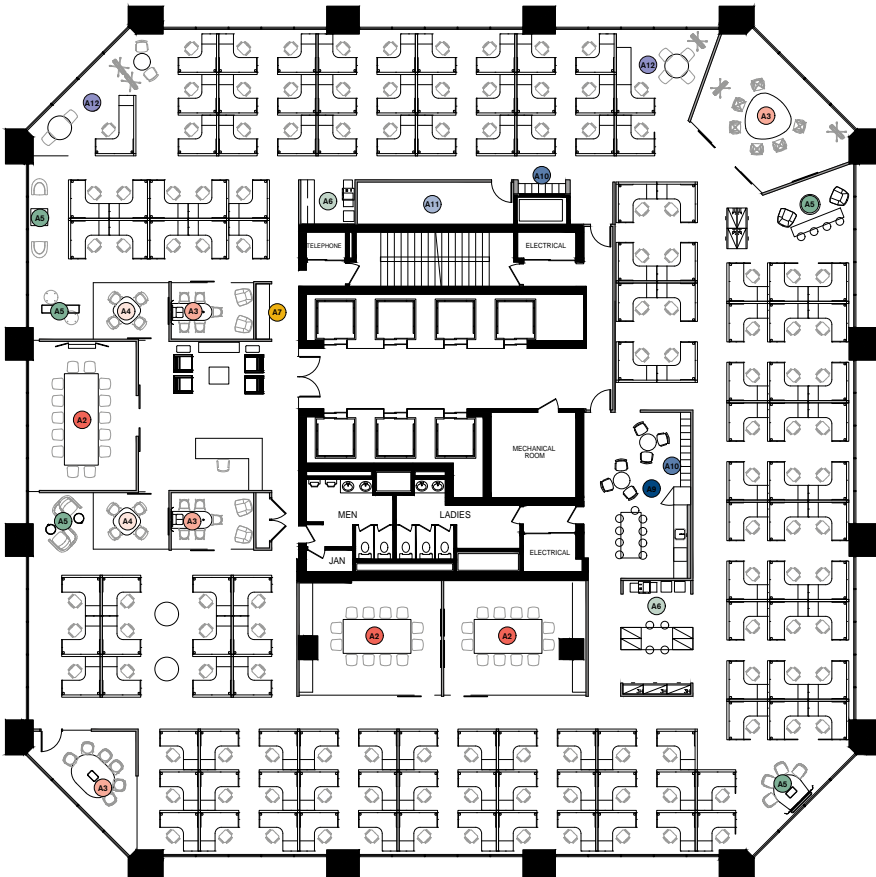 A12
A12
A3
A10
A6
A11
A5
A5
TELEPHONE
ELECTRICAL
A5
A4
A3
A7
A2
MECHANICAL
ROOM
A10
A9
A5
A4
A3
MEN
LADIES
ELECTRICAL
JAN
A6
A2
A2
A3
A5